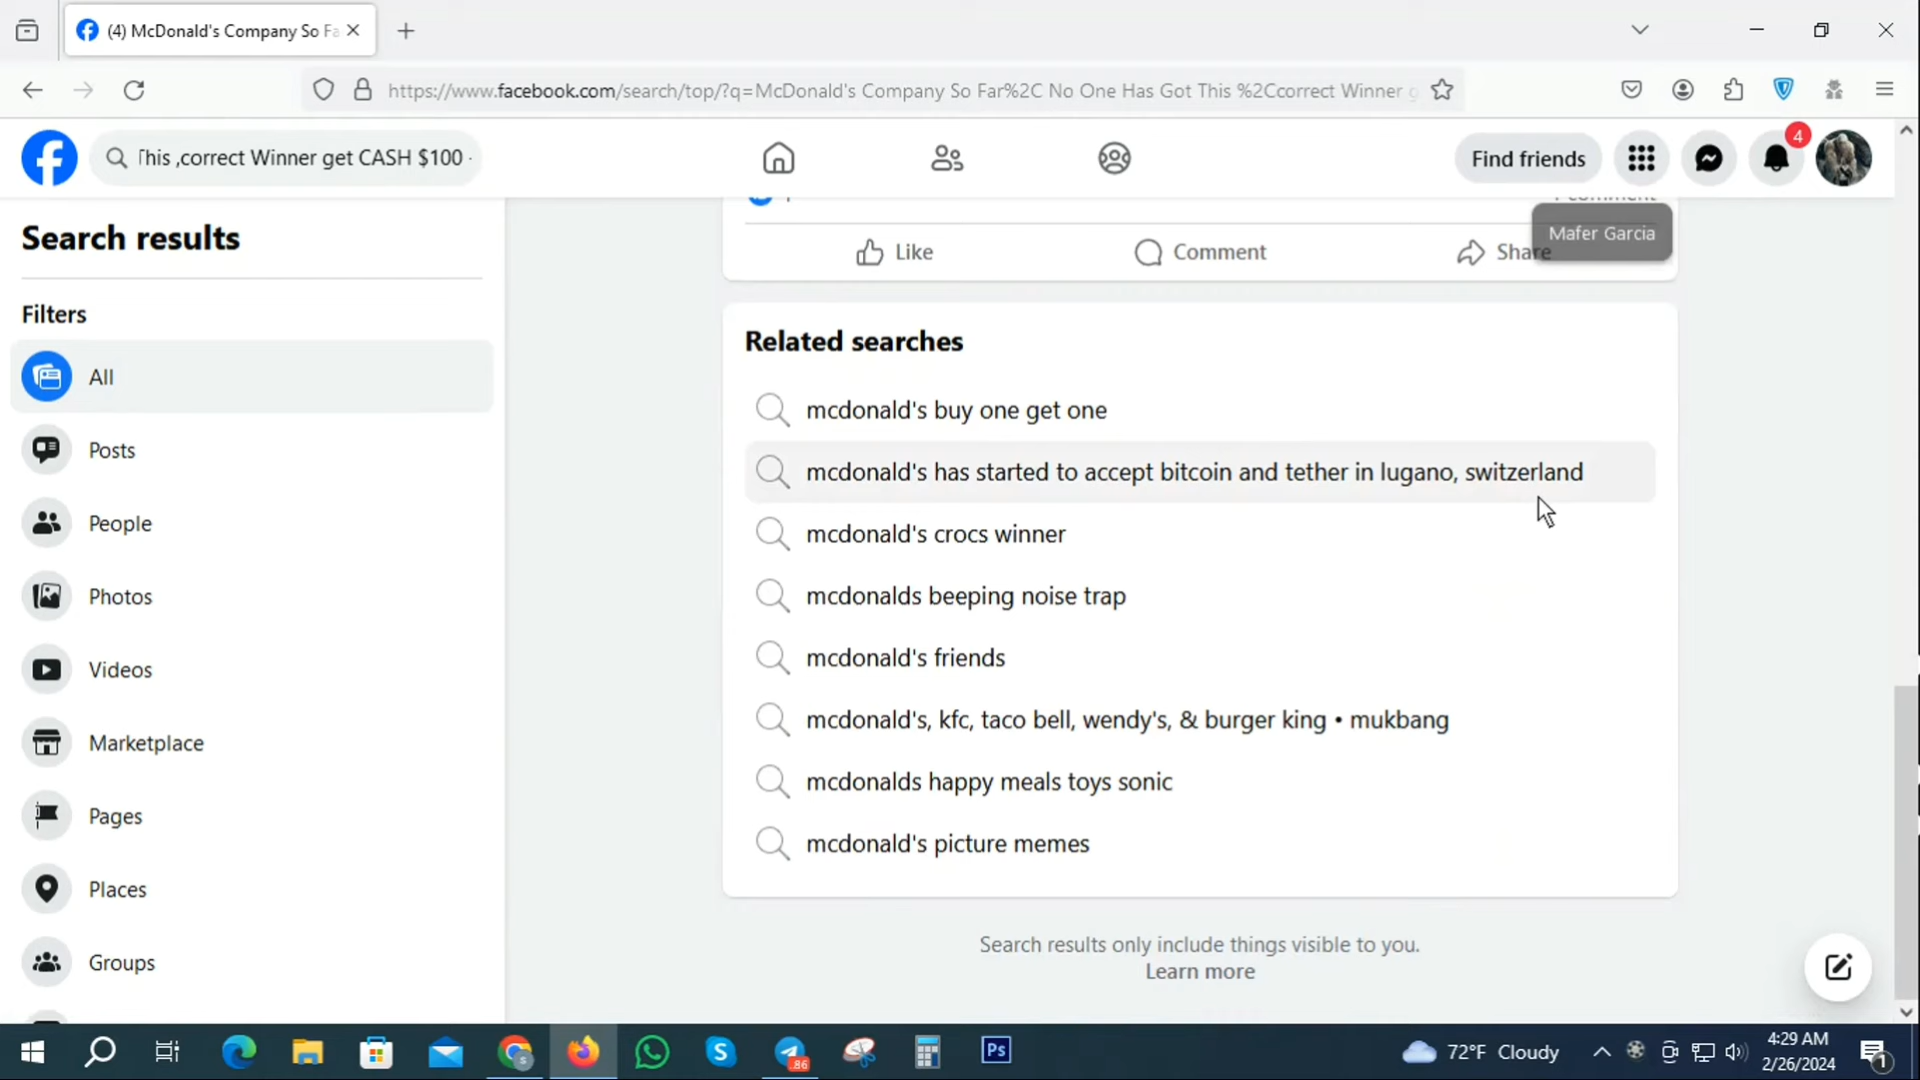 (4) McDonald's Company So Fa
https://www.facebook.com/search/top/?q=McDonald's Company So Far%2C No One Has Got This %2Ccorrect Winner g
This ,correct Winner get CASH $100 -
Find friends
4
Search results
Filters
All
Posts
People
Photos
Videos
Marketplace
Pages
Places
Groups
Like
Comment
Share
Mafer Garcia
Related searches
mcdonald's buy one get one
mcdonald's has started to accept bitcoin and tether in lugano, switzerland
mcdonald's crocs winner
mcdonalds beeping noise trap
mcdonald's friends
mcdonald's, kfc, taco bell, wendy's, & burger king • mukbang
mcdonalds happy meals toys sonic
mcdonald's picture memes
Search results only include things visible to you.
Learn more
S
86
Ps
72°F Cloudy
4:29 AM
2/26/2024
1